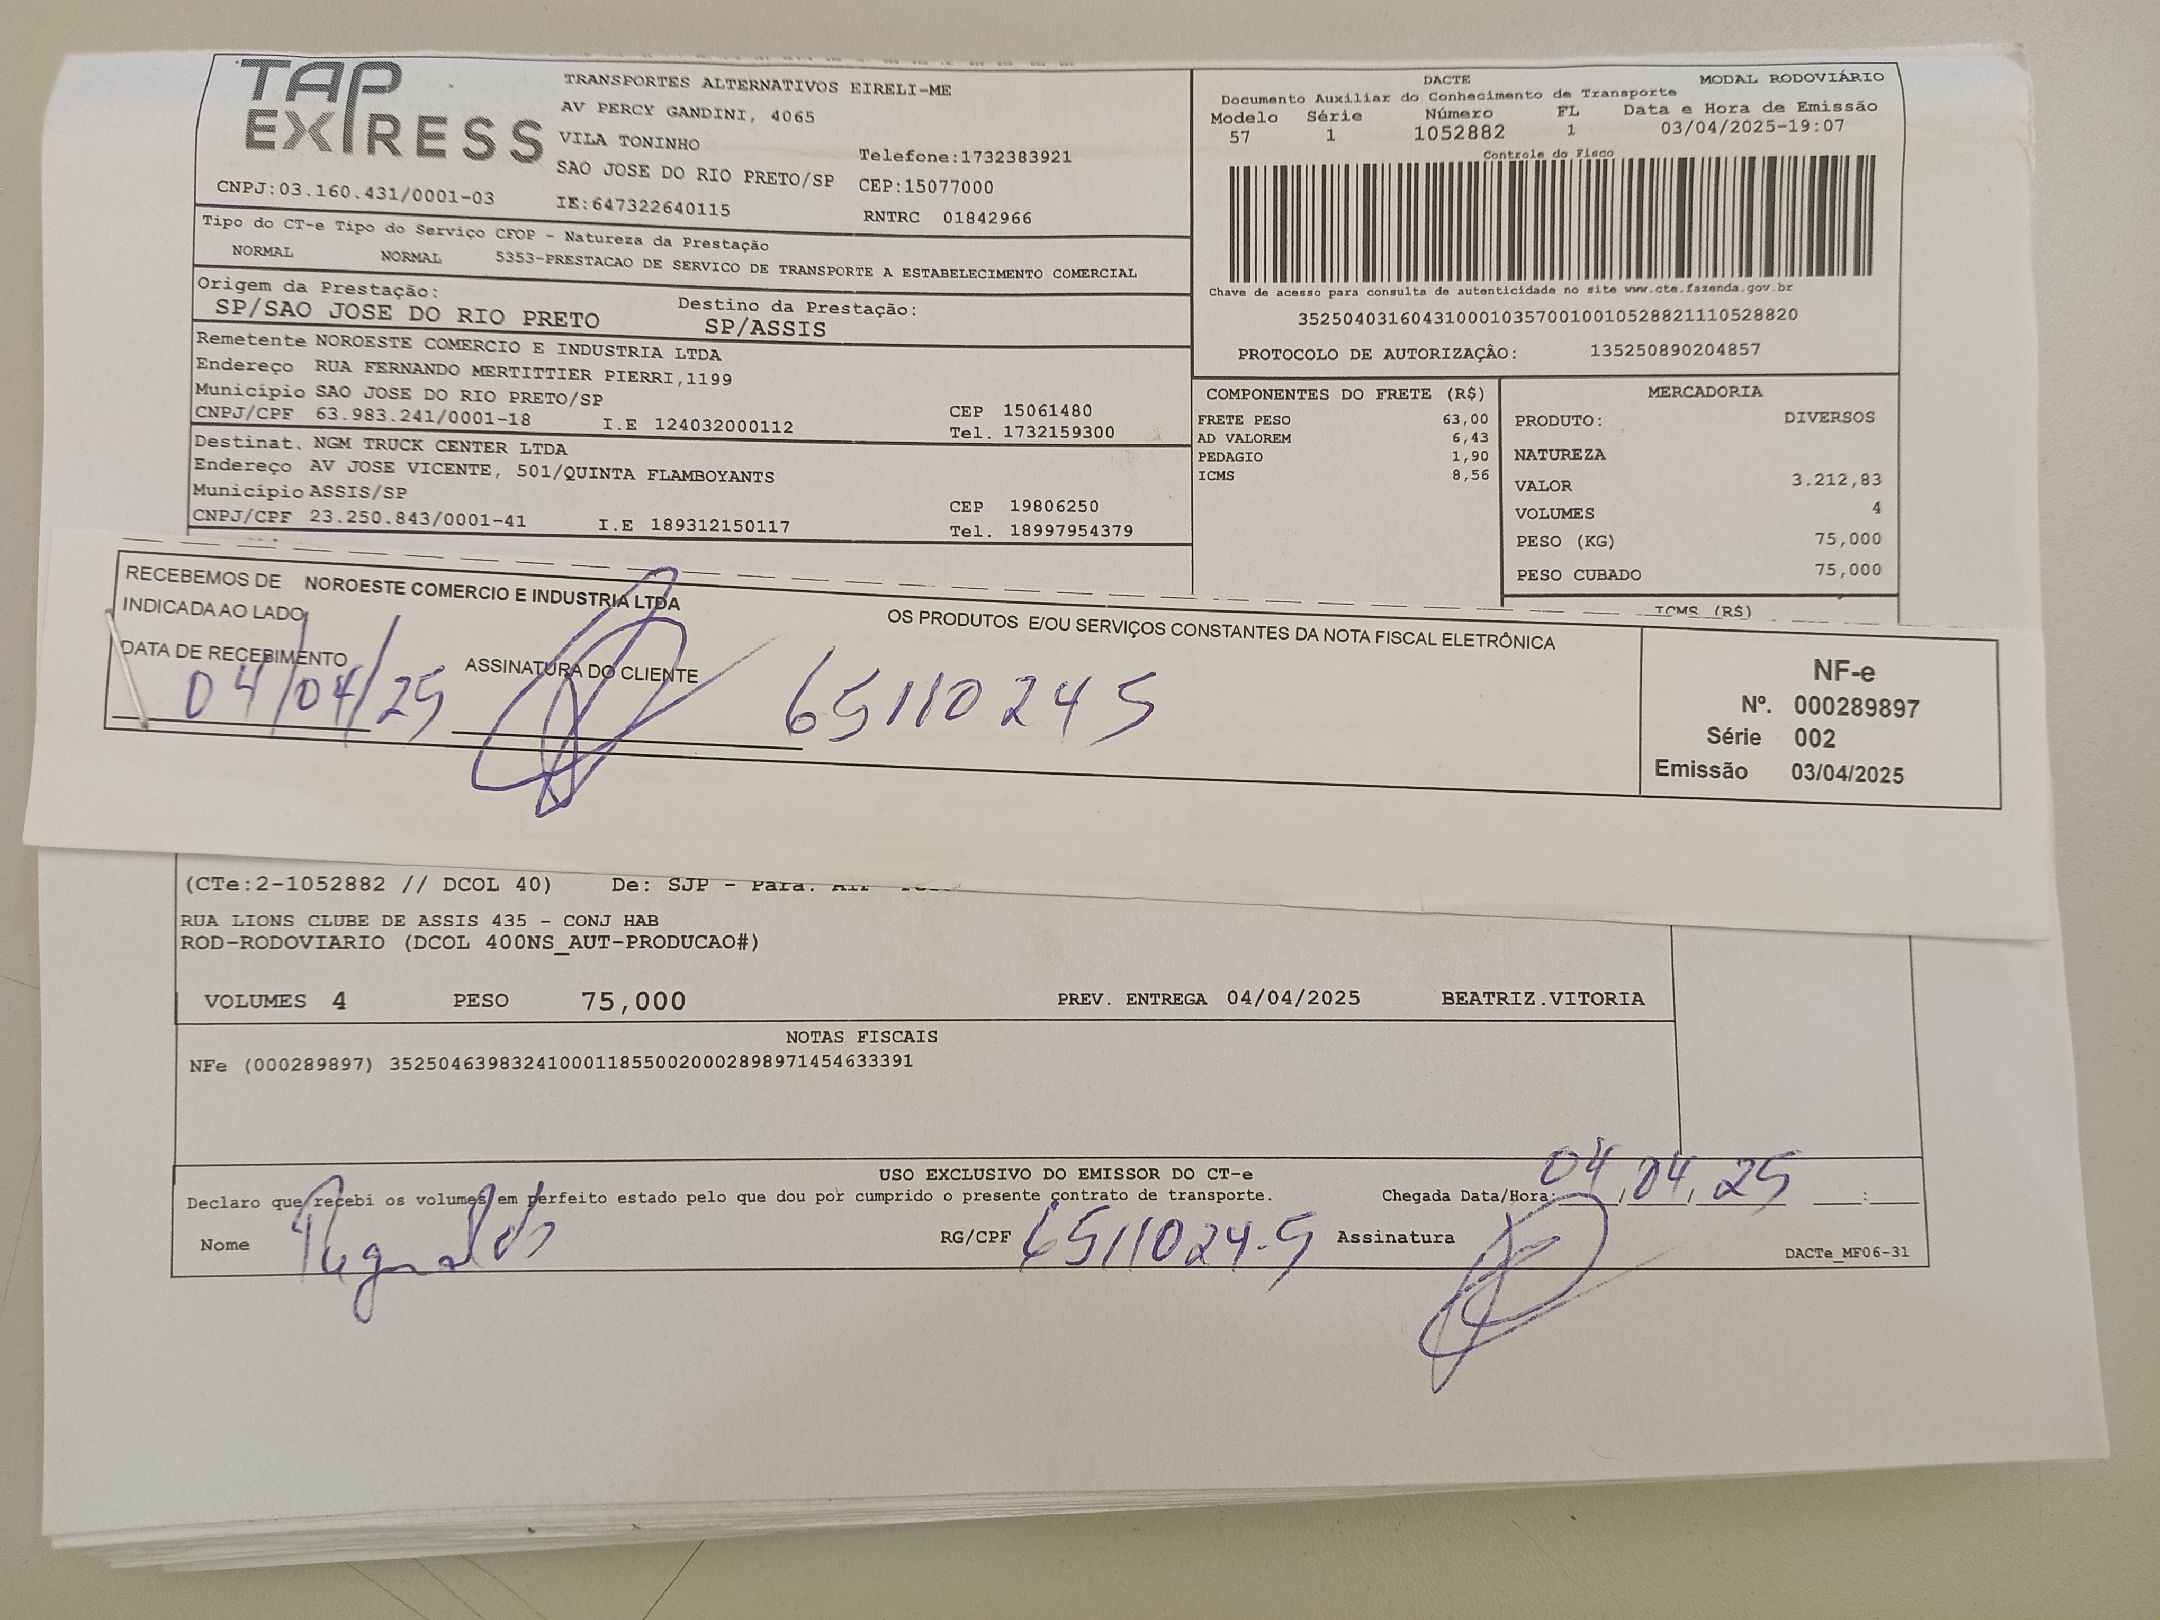 TAP EXPRESS
TRANSPORTES ALTERNATIVOS EIRELI-ME
AV PERCY GANDINI, 4065
VILA TONINHO
Telefone:1732383921
SAO JOSE DO RIO PRETO/SP CEP:15077000
CNPJ:03.160.431/0001-03 IE:647322640115 RNTRC 01842966
DACTE MODAL RODOVIÁRIO
Documento Auxiliar do Conhecimento de Transporte
Modelo Série Número FL Data e Hora de Emissão
57 1 1052882 1 03/04/2025-19:07
Controle do Fisco
Chave de acesso para consulta de autenticidade no site www.cte.fazenda.gov.br
35250403160431000103570010010528821110528820
PROTOCOLO DE AUTORIZAÇÂO: 135250890204857
Tipo do CT-e Tipo do Serviço CFOP - Natureza da Prestação
NORMAL NORMAL 5353-PRESTACAO DE SERVICO DE TRANSPORTE A ESTABELECIMENTO COMERCIAL
Origem da Prestação: Destino da Prestação:
SP/SAO JOSE DO RIO PRETO SP/ASSIS
Remetente NOROESTE COMERCIO E INDUSTRIA LTDA
Endereço RUA FERNANDO MERTITTIER PIERRI,1199
Município SAO JOSE DO RIO PRETO/SP CEP 15061480
CNPJ/CPF 63.983.241/0001-18 I.E 124032000112 Tel. 1732159300
Destinat. NGM TRUCK CENTER LTDA
Endereço AV JOSE VICENTE, 501/QUINTA FLAMBOYANTS
Município ASSIS/SP CEP 19806250
CNPJ/CPF 23.250.843/0001-41 I.E 189312150117 Tel. 18997954379
COMPONENTES DO FRETE (R$)
FRETE PESO 63,00
AD VALOREM 6,43
PEDAGIO 1,90
ICMS 8,56
MERCADORIA
PRODUTO: DIVERSOS
NATUREZA
VALOR 3.212,83
VOLUMES 4
PESO (KG) 75,000
PESO CUBADO 75,000
ICMS (R$)
RECEBEMOS DE NOROESTE COMERCIO E INDUSTRIA LTDA OS PRODUTOS E/OU SERVIÇOS CONSTANTES DA NOTA FISCAL ELETRÔNICA
INDICADA AO LADO
DATA DE RECEBIMENTO ASSINATURA DO CLIENTE
04/04/25 65110245
NF-e
Nº. 000289897
Série 002
Emissão 03/04/2025
(CTe:2-1052882 // DCOL 40) De: SJP - Para:
RUA LIONS CLUBE DE ASSIS 435 - CONJ HAB
ROD-RODOVIARIO (DCOL 400NS_AUT-PRODUCAO#)
VOLUMES 4 PESO 75,000 PREV. ENTREGA 04/04/2025 BEATRIZ.VITORIA
NOTAS FISCAIS
NFe (000289897) 35250463983241000118550020002898971454633391
USO EXCLUSIVO DO EMISSOR DO CT-e
Declaro que recebi os volumes em perfeito estado pelo que dou por cumprido o presente contrato de transporte. Chegada Data/Hora: 04.04.25 :
Nome RG/CPF 6511024-5 Assinatura
DACTe_MF06-31